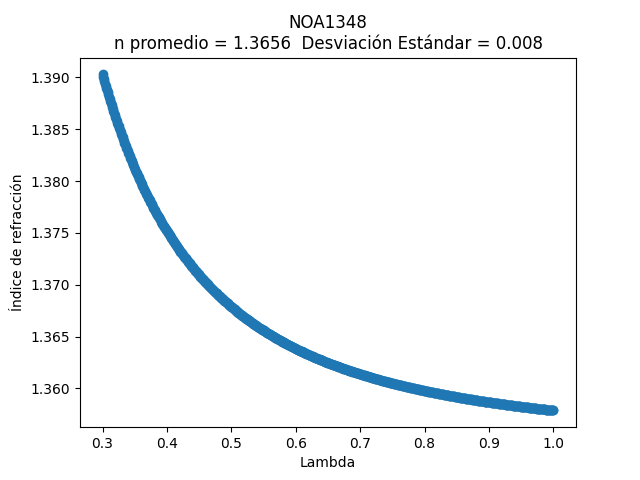 NOA1348
n promedio = 1.3656  Desviación Estándar = 0.008
1.390
1.385
1.380
1.375
1.370
1.365
1.360
Índice de refracción
0.3 0.4 0.5 0.6 0.7 0.8 0.9 1.0
Lambda